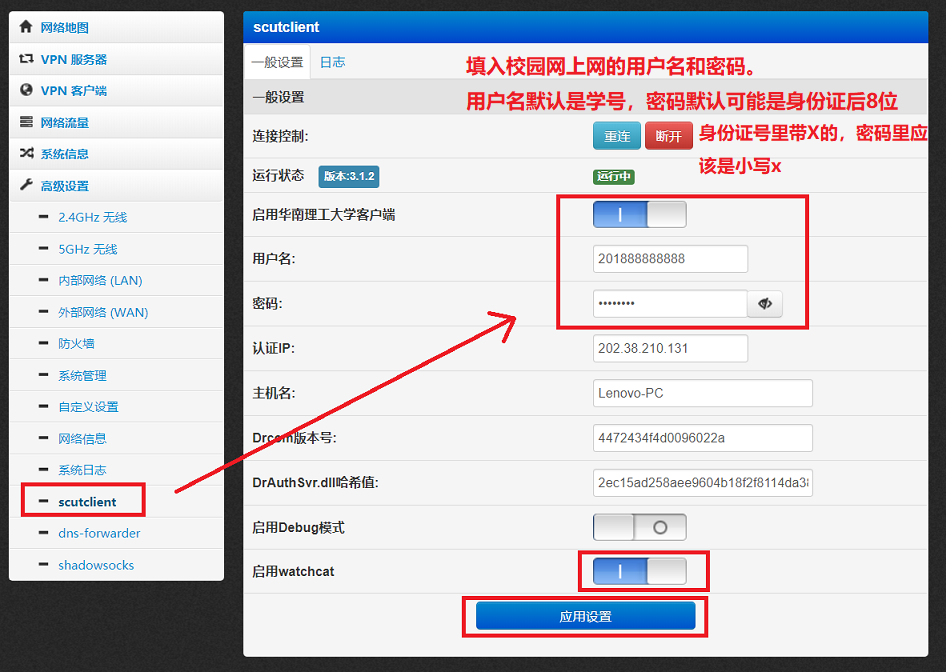 网络地图
VPN 服务器
VPN 客户端
网络流量
系统信息
高级设置
2.4GHz 无线
5GHz 无线
内部网络 (LAN)
外部网络 (WAN)
防火墙
系统管理
自定义设置
网络信息
系统日志
scutclient
dns-forwarder
shadowsocks
scutclient
一般设置 日志
填入校园网上网的用户名和密码。
一般设置
用户名默认是学号，密码默认可能是身份证后8位
连接控制: 重连 断开
身份证号里带X的，密码里应
该是小写x
运行状态 版本:3.1.2 运行中
启用华南理工大学客户端
用户名: 201888888888
密码: ••••••••
认证IP: 202.38.210.131
主机名: Lenovo-PC
Drcom版本号: 4472434f4d0096022a
DrAuthSvr.dll哈希值: 2ec15ad258aee9604b18f2f8114da38
启用Debug模式
启用watchcat
应用设置